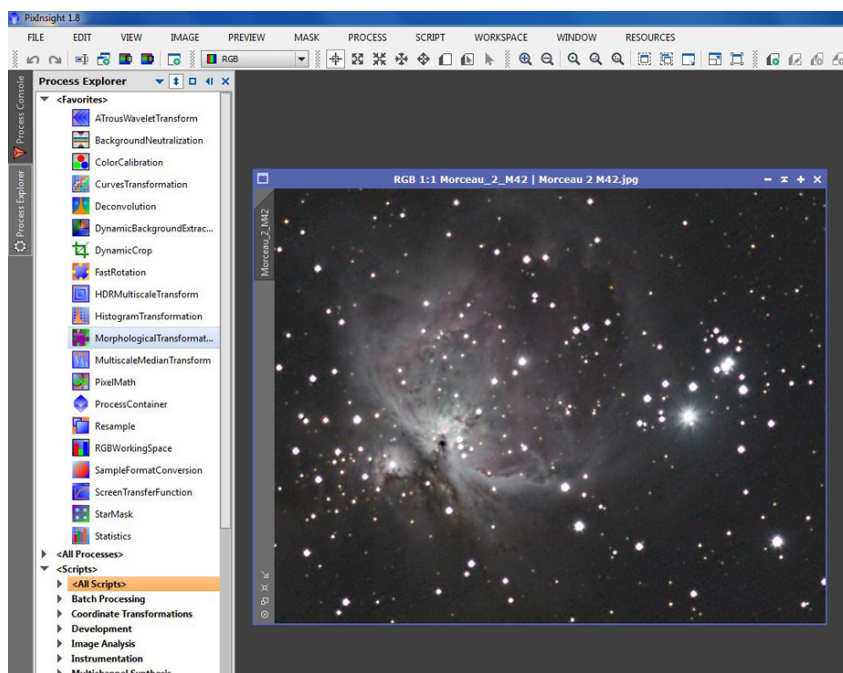 PixInsight 1.8
FILE EDIT VIEW IMAGE PREVIEW MASK PROCESS SCRIPT WORKSPACE WINDOW RESOURCES
RGB
Process Console
Process Explorer
Process Explorer
<Favorites>
ATrousWaveletTransform
BackgroundNeutralization
ColorCalibration
CurvesTransformation
Deconvolution
DynamicBackgroundExtrac...
DynamicCrop
FastRotation
HDRMultiscaleTransform
HistogramTransformation
MorphologicalTransformat...
MultiscaleMedianTransform
PixelMath
ProcessContainer
Resample
RGBWorkingSpace
SampleFormatConversion
ScreenTransferFunction
StarMask
Statistics
<All Processes>
<Scripts>
<All Scripts>
Batch Processing
Coordinate Transformations
Development
Image Analysis
Instrumentation
Multichannel Synthesis
RGB 1:1 Morceau_2_M42 | Morceau 2 M42.jpg
Morceau_2_M42